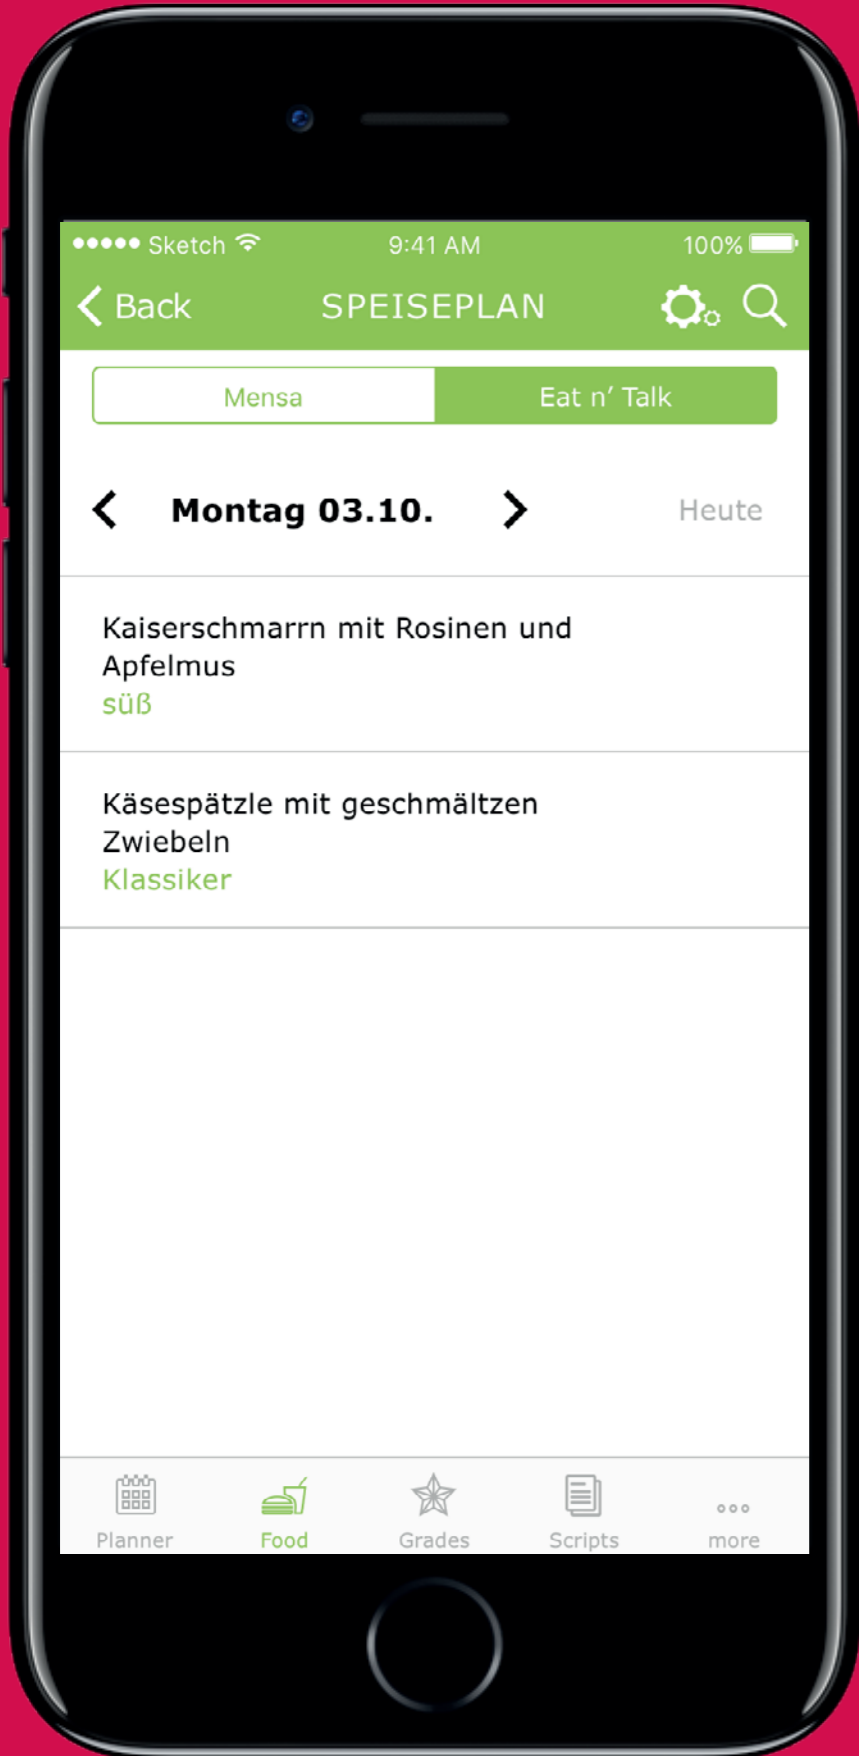 Sketch 9:41 AM 100%
Back SPEISEPLAN
Mensa Eat n’ Talk
Montag 03.10. Heute
Kaiserschmarrn mit Rosinen und
Apfelmus
süß
Käsespätzle mit geschmältzen
Zwiebeln
Klassiker
Planner Food Grades Scripts more